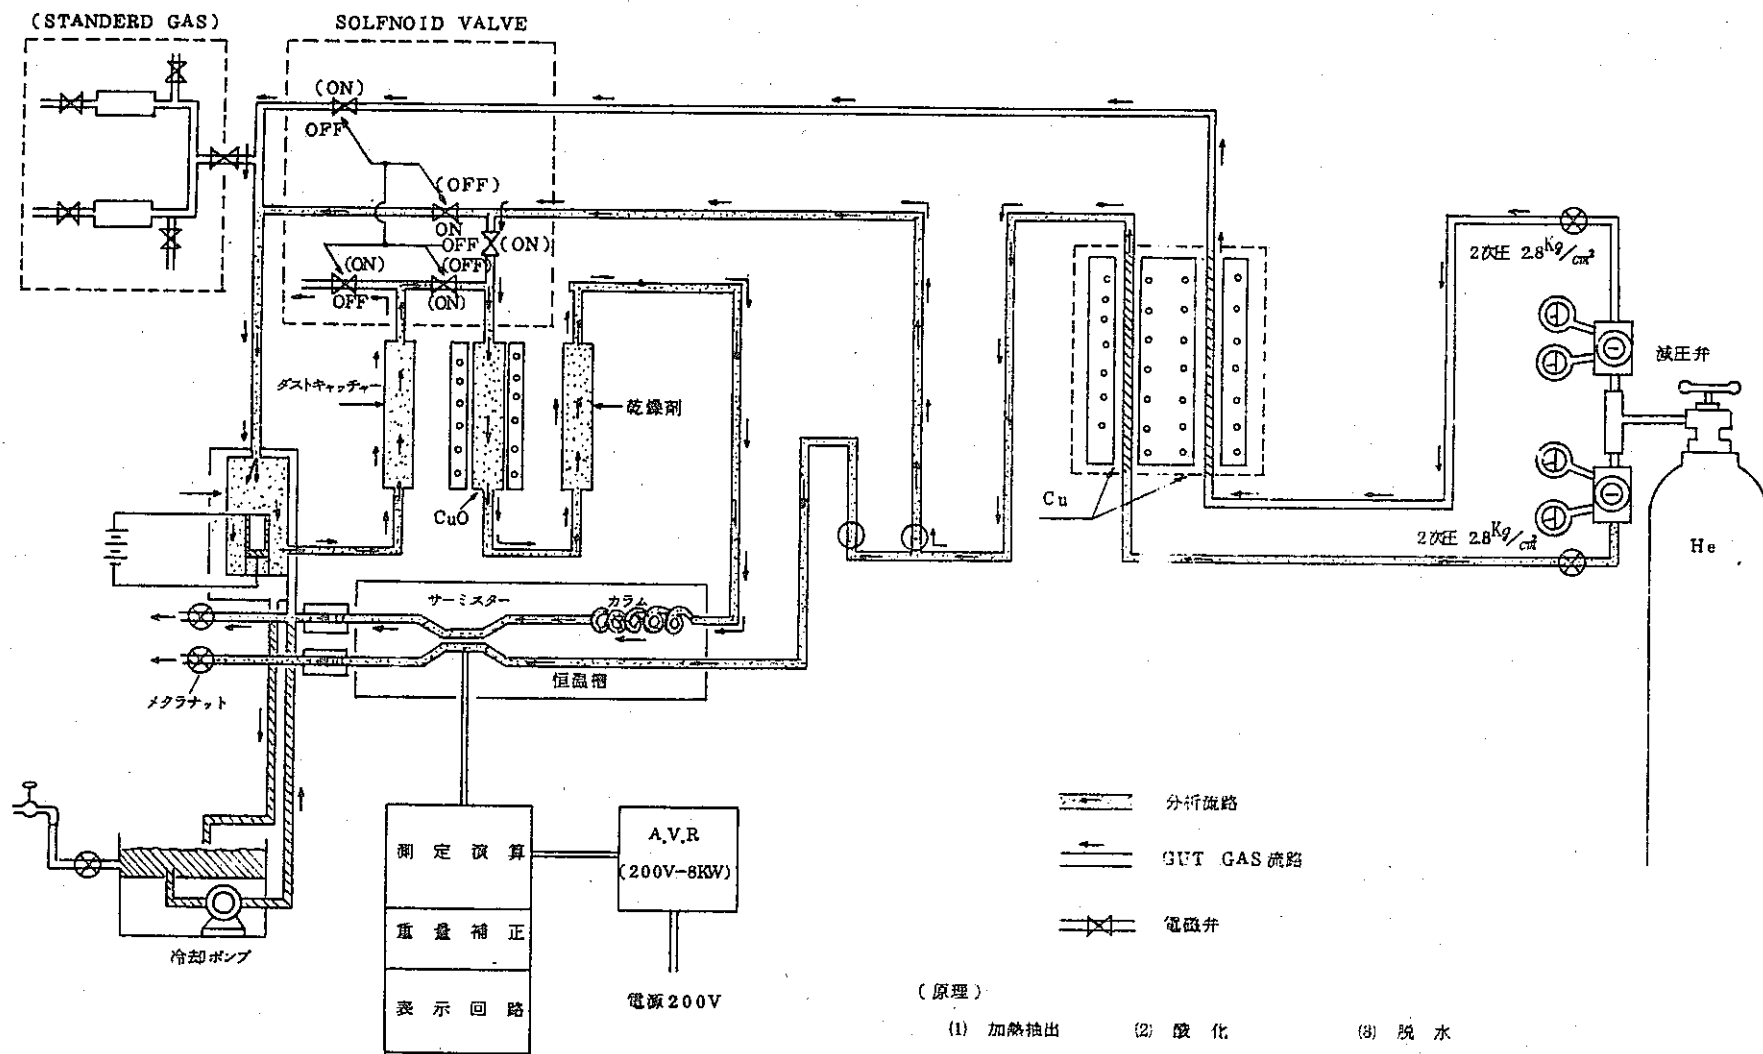 (STANDERD GAS)
SOLFNOID VALVE
(ON)
OFF
(OFF)
ON
OFF
(ON)
(ON)
OFF
(OFF)
(ON)
2次圧 2.8Kg/cm²
減圧弁
ダストキャッチャー
乾燥剤
CuO
Cu
2次圧 2.8Kg/cm²
He
サーミスター
カラム
恒温槽
メタラナット
分析流路
測定演算
A.V.R
(200V-8KW)
GUT GAS流路
重量補正
電磁弁
冷却ポンプ
表示回路
電源200V
(原理)
(1) 加熱抽出 (2) 酸化 (3) 脱水